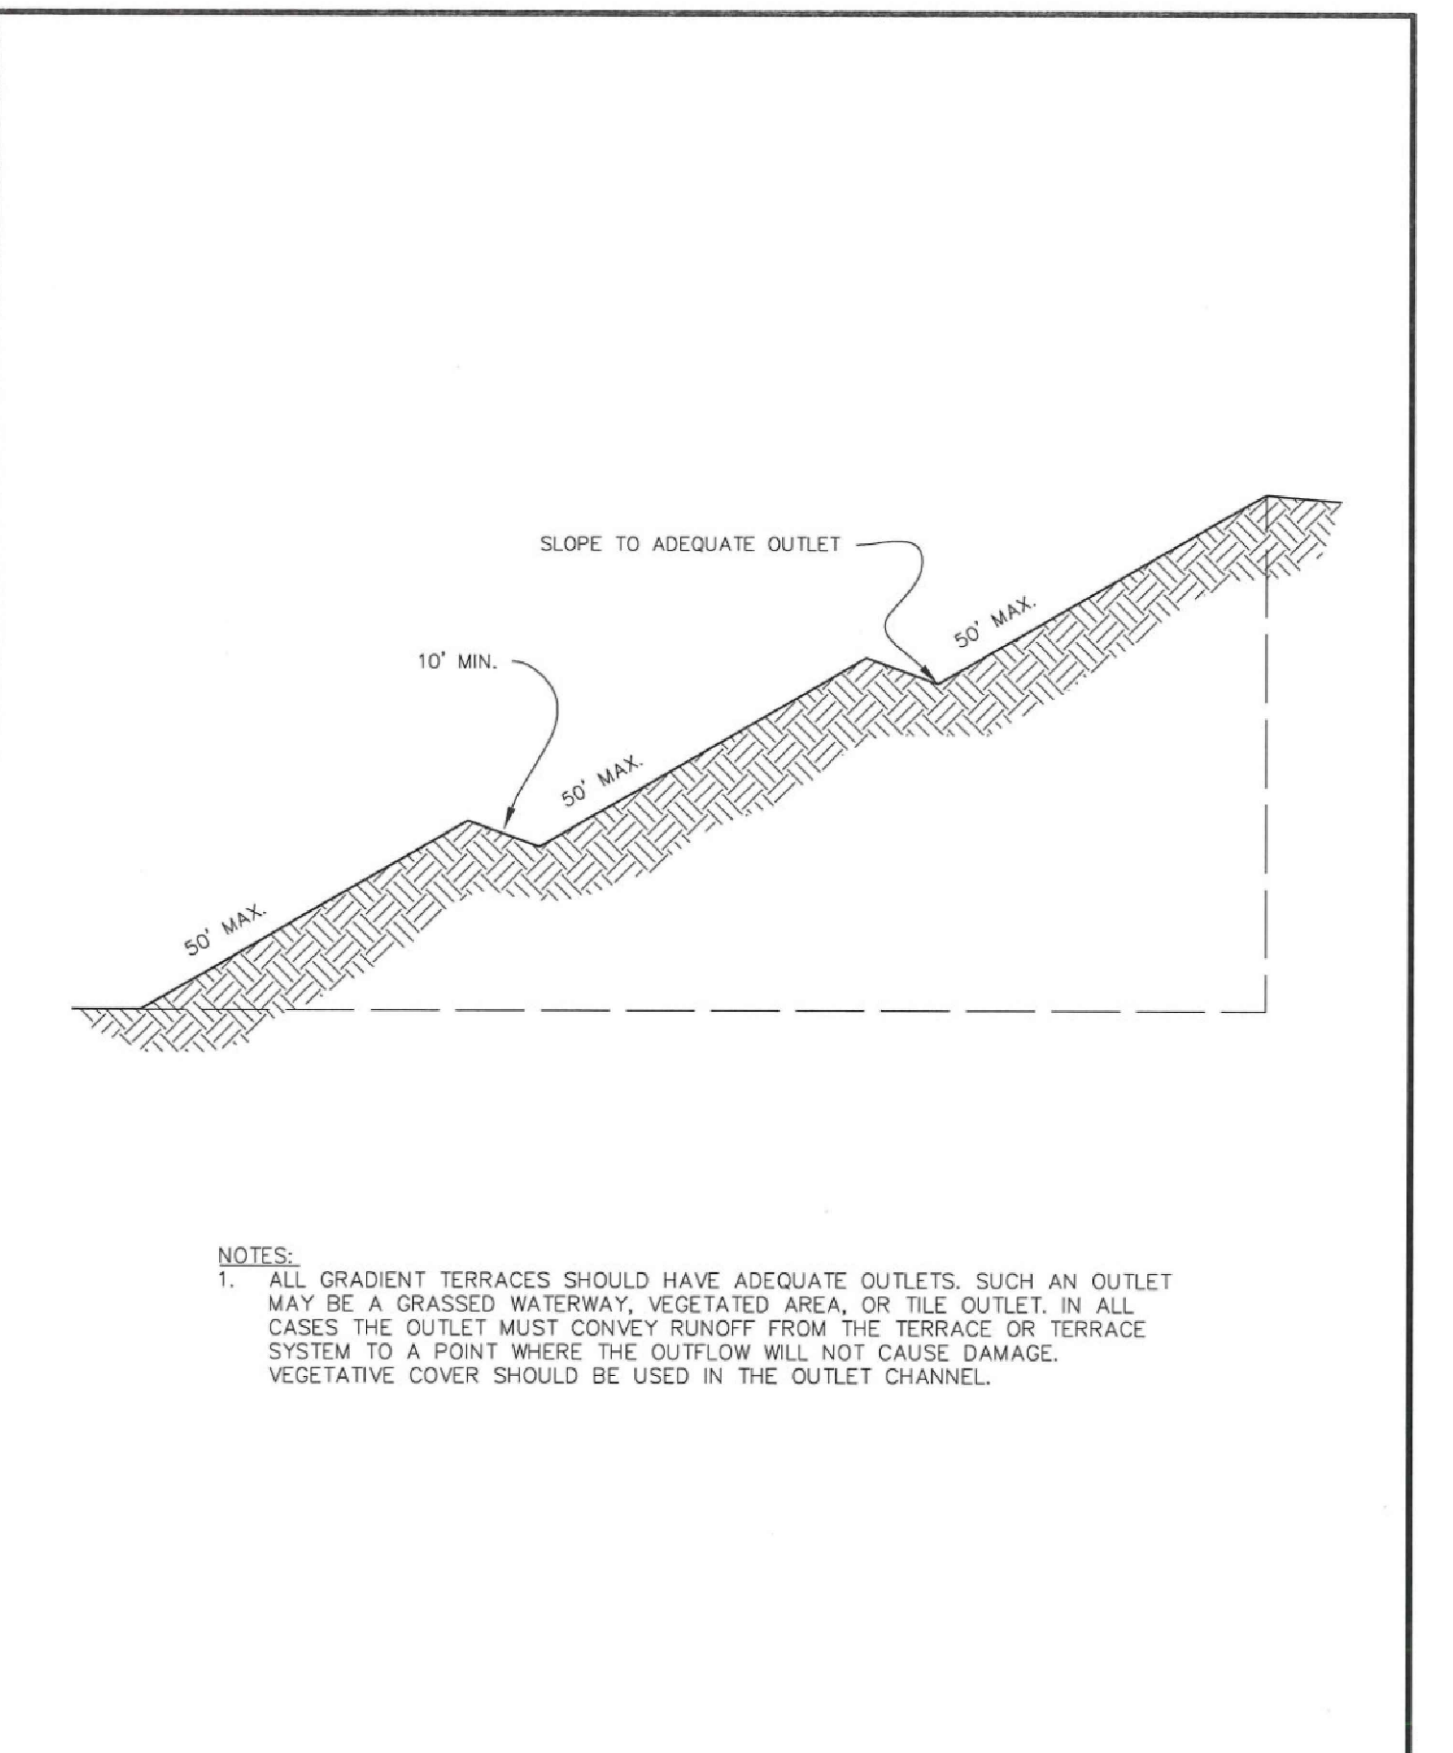 SLOPE TO ADEQUATE OUTLET
50' MAX.
10' MIN.
50' MAX.
50' MAX.
NOTES:
1. ALL GRADIENT TERRACES SHOULD HAVE ADEQUATE OUTLETS. SUCH AN OUTLET
MAY BE A GRASSED WATERWAY, VEGETATED AREA, OR TILE OUTLET. IN ALL
CASES THE OUTLET MUST CONVEY RUNOFF FROM THE TERRACE OR TERRACE
SYSTEM TO A POINT WHERE THE OUTFLOW WILL NOT CAUSE DAMAGE.
VEGETATIVE COVER SHOULD BE USED IN THE OUTLET CHANNEL.